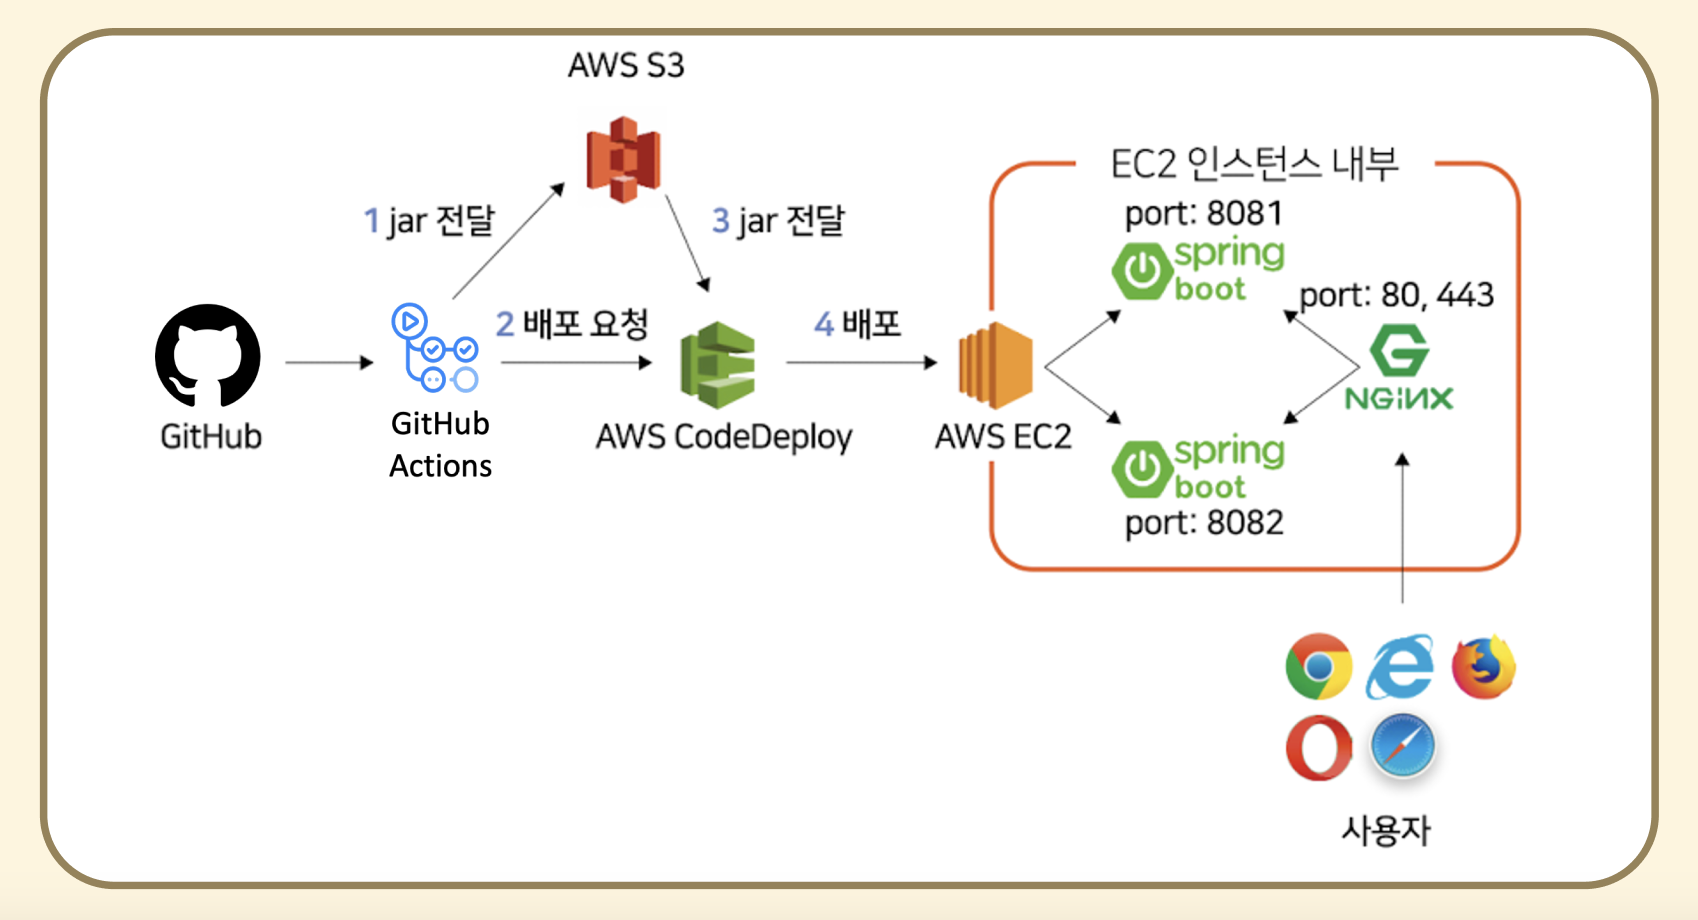 AWS S3
EC2 인스턴스 내부
port: 8081
spring
boot
1 jar 전달
3 jar 전달
port: 80, 443
2 배포 요청
4 배포
NGiNX
GitHub
GitHub
Actions
AWS CodeDeploy
AWS EC2
spring
boot
port: 8082
사용자